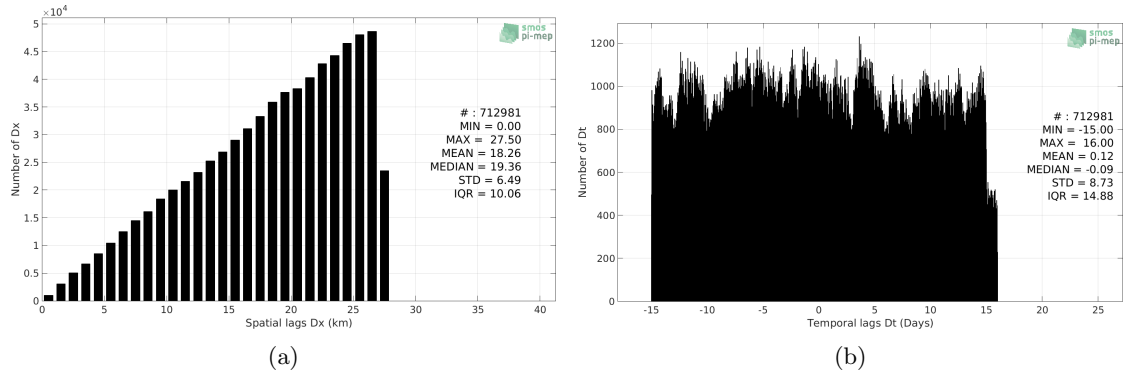 ×10⁴
5
4.5
4
3.5
3
2.5
2
1.5
1
0.5
0
Number of Dx
0 5 10 15 20 25 30 35 40
Spatial lags Dx (km)
smos
pi-mep
# : 712981
MIN = 0.00
MAX = 27.50
MEAN = 18.26
MEDIAN = 19.36
STD = 6.49
IQR = 10.06
(a)
1200
1000
800
600
400
200
0
Number of Dt
-15 -10 -5 0 5 10 15 20 25
Temporal lags Dt (Days)
smos
pi-mep
# : 712981
MIN = -15.00
MAX = 16.00
MEAN = 0.12
MEDIAN = -0.09
STD = 8.73
IQR = 14.88
(b)